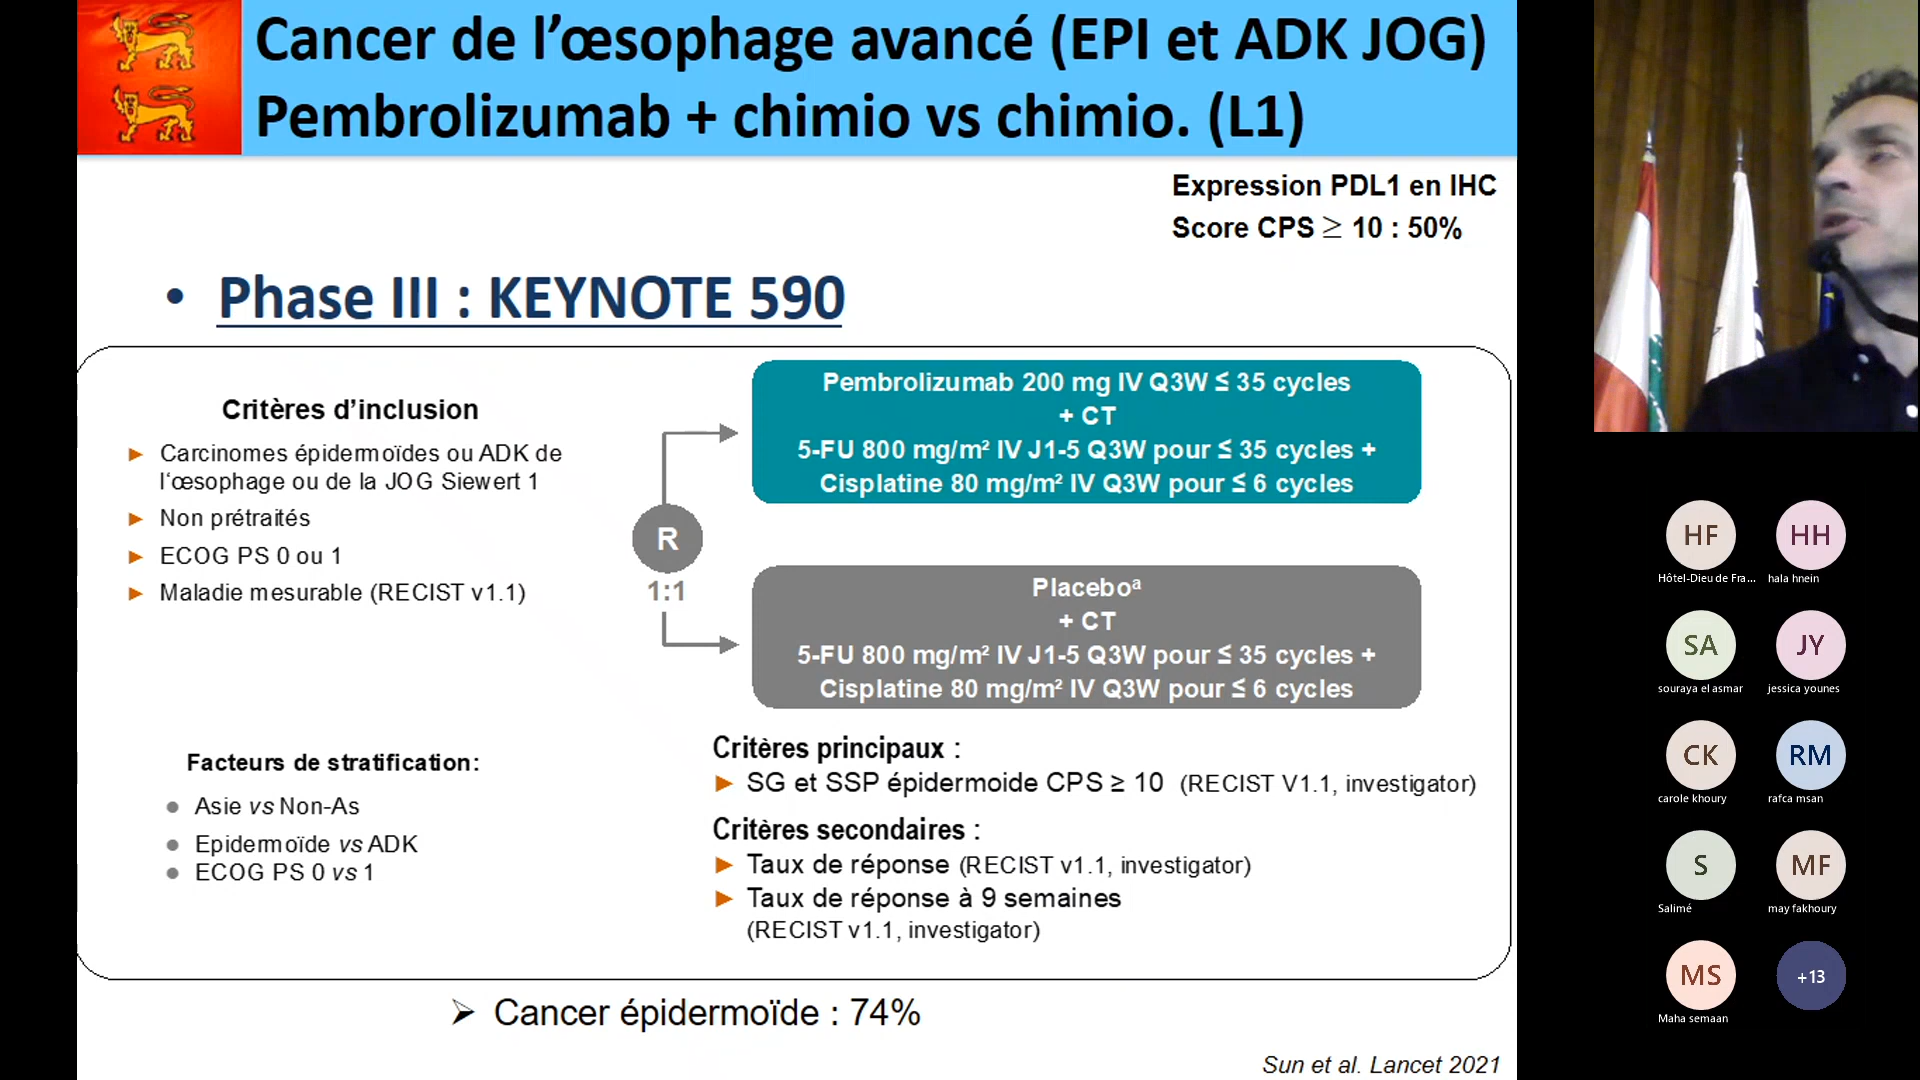 Cancer de l’œsophage avancé (EPI et ADK JOG)
Pembrolizumab + chimio vs chimio. (L1)
Expression PDL1 en IHC
Score CPS ≥ 10 : 50%
• Phase III : KEYNOTE 590
Critères d’inclusion
► Carcinomes épidermoïdes ou ADK de
l‘œsophage ou de la JOG Siewert 1
► Non prétraités
► ECOG PS 0 ou 1
► Maladie mesurable (RECIST v1.1)
R
1:1
Pembrolizumab 200 mg IV Q3W ≤ 35 cycles
+ CT
5-FU 800 mg/m² IV J1-5 Q3W pour ≤ 35 cycles +
Cisplatine 80 mg/m² IV Q3W pour ≤ 6 cycles
Placeboᵃ
+ CT
5-FU 800 mg/m² IV J1-5 Q3W pour ≤ 35 cycles +
Cisplatine 80 mg/m² IV Q3W pour ≤ 6 cycles
Facteurs de stratification:
● Asie vs Non-As
● Epidermoïde vs ADK
● ECOG PS 0 vs 1
Critères principaux :
► SG et SSP épidermoide CPS ≥ 10 (RECIST V1.1, investigator)
Critères secondaires :
► Taux de réponse (RECIST v1.1, investigator)
► Taux de réponse à 9 semaines
(RECIST v1.1, investigator)
➢ Cancer épidermoïde : 74%
Sun et al. Lancet 2021
HF
Hôtel-Dieu de Fra...
HH
hala hnein
SA
souraya el asmar
JY
jessica younes
CK
carole khoury
RM
rafca msan
S
Salimé
MF
may fakhoury
MS
Maha semaan
+13